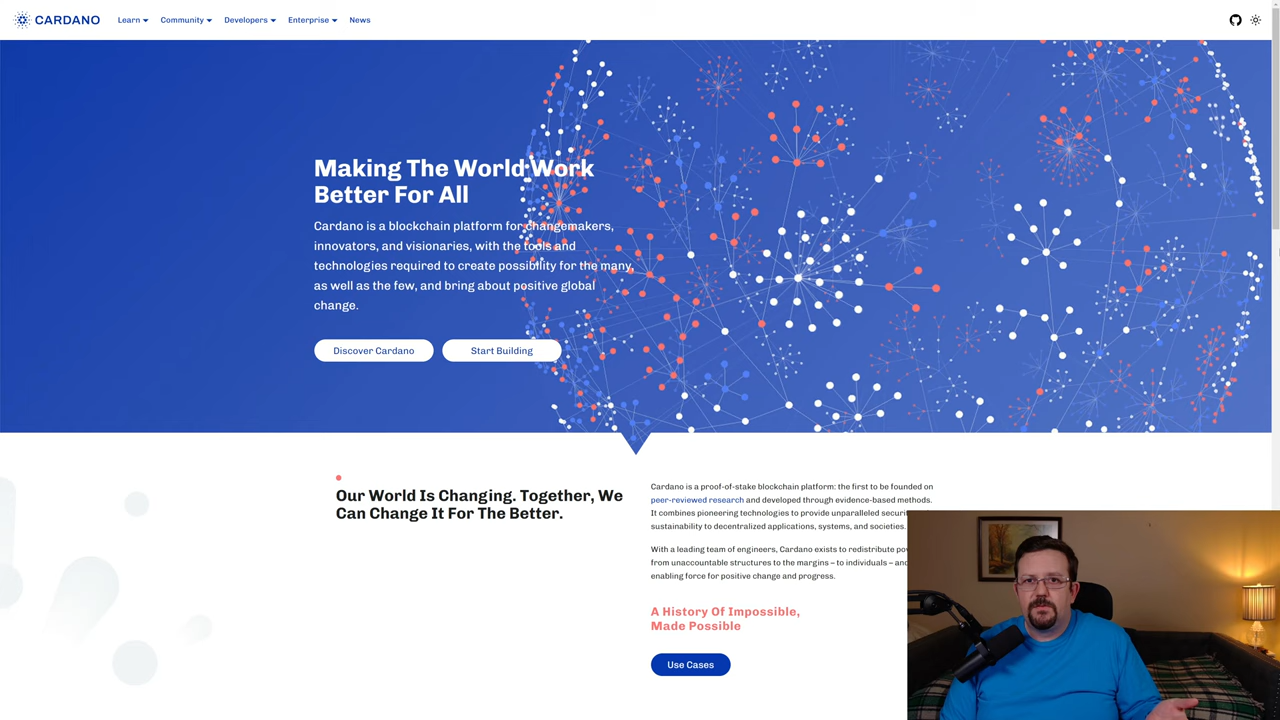 CARDANO Learn Community Developers Enterprise News
Making The World Work
Better For All
Cardano is a blockchain platform for changemakers,
innovators, and visionaries, with the tools and
technologies required to create possibility for the many,
as well as the few, and bring about positive global
change.
Discover Cardano Start Building
Our World Is Changing. Together, We
Can Change It For The Better.
Cardano is a proof-of-stake blockchain platform: the first to be founded on
peer-reviewed research and developed through evidence-based methods.
It combines pioneering technologies to provide unparalleled
sustainability to decentralized applications, systems, and societies.
With a leading team of engineers, Cardano exists to redistribute
from unaccountable structures to the margins – to individuals –
enabling force for positive change and progress.
A History Of Impossible,
Made Possible
Use Cases